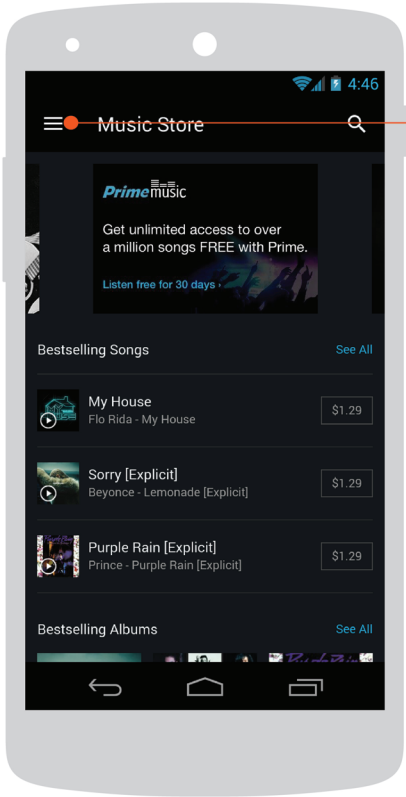 4:46
Music Store
Prime music
Get unlimited access to over
a million songs FREE with Prime.
Listen free for 30 days ›
Bestselling Songs
See All
My House
$1.29
Flo Rida - My House
Sorry [Explicit]
$1.29
Beyonce - Lemonade [Explicit]
Purple Rain [Explicit]
$1.29
Prince - Purple Rain [Explicit]
Bestselling Albums
See All